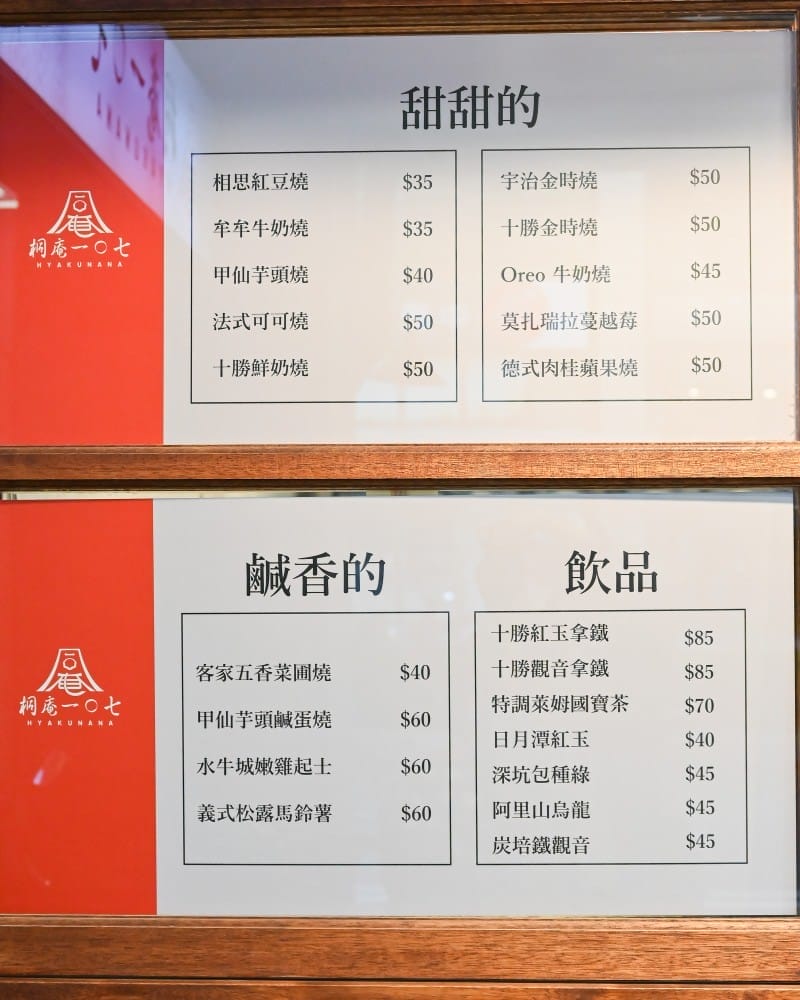 甜甜的
相思紅豆燒 $35
牟牟牛奶燒 $35
甲仙芋頭燒 $40
法式可可燒 $50
十勝鮮奶燒 $50
宇治金時燒 $50
十勝金時燒 $50
Oreo 牛奶燒 $45
莫扎瑞拉蔓越莓 $50
德式肉桂蘋果燒 $50
桐庵一〇七
HYAKUNANA
鹹香的
客家五香菜圃燒 $40
甲仙芋頭鹹蛋燒 $60
水牛城嫩雞起士 $60
義式松露馬鈴薯 $60
飲品
十勝紅玉拿鐵 $85
十勝觀音拿鐵 $85
特調萊姆國寶茶 $70
日月潭紅玉 $40
深坑包種綠 $45
阿里山烏龍 $45
炭培鐵觀音 $45
桐庵一〇七
HYAKUNANA